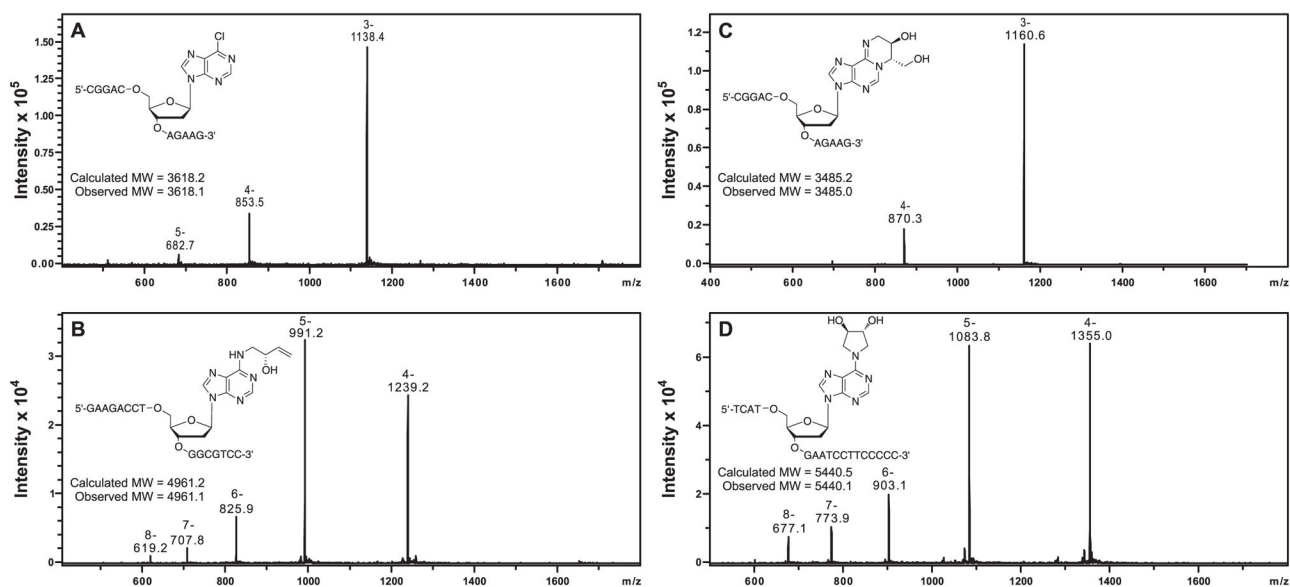 A
Intensity x 10⁵
1.50
1.25
1.00
0.75
0.50
0.25
0.00
3-
1138.4
4-
853.5
5-
682.7
Cl
N
N
N
N
5'-CGGAC-O
O
O
AGAAG-3'
Calculated MW = 3618.2
Observed MW = 3618.1
600 800 1000 1200 1400 1600 m/z
C
Intensity x 10⁵
1.2
1.0
0.8
0.6
0.4
0.2
0.0
3-
1160.6
4-
870.3
OH
OH
N
N
N
N
N
5'-CGGAC-O
O
O
AGAAG-3'
Calculated MW = 3485.2
Observed MW = 3485.0
400 600 800 1000 1200 1400 1600 m/z
B
Intensity x 10⁴
3
2
1
0
5-
991.2
4-
1239.2
6-
825.9
7-
707.8
8-
619.2
HN
OH
N
N
N
N
5'-GAAGACCT-O
O
O
GGCGTCC-3'
Calculated MW = 4961.2
Observed MW = 4961.1
600 800 1000 1200 1400 1600 m/z
D
Intensity x 10⁴
6
4
2
0
5-
1083.8
4-
1355.0
6-
903.1
7-
773.9
8-
677.1
HO
OH
N
N
N
N
N
5'-TCAT-O
O
O
GAATCCTTCCCCC-3'
Calculated MW = 5440.5
Observed MW = 5440.1
600 800 1000 1200 1400 1600 m/z